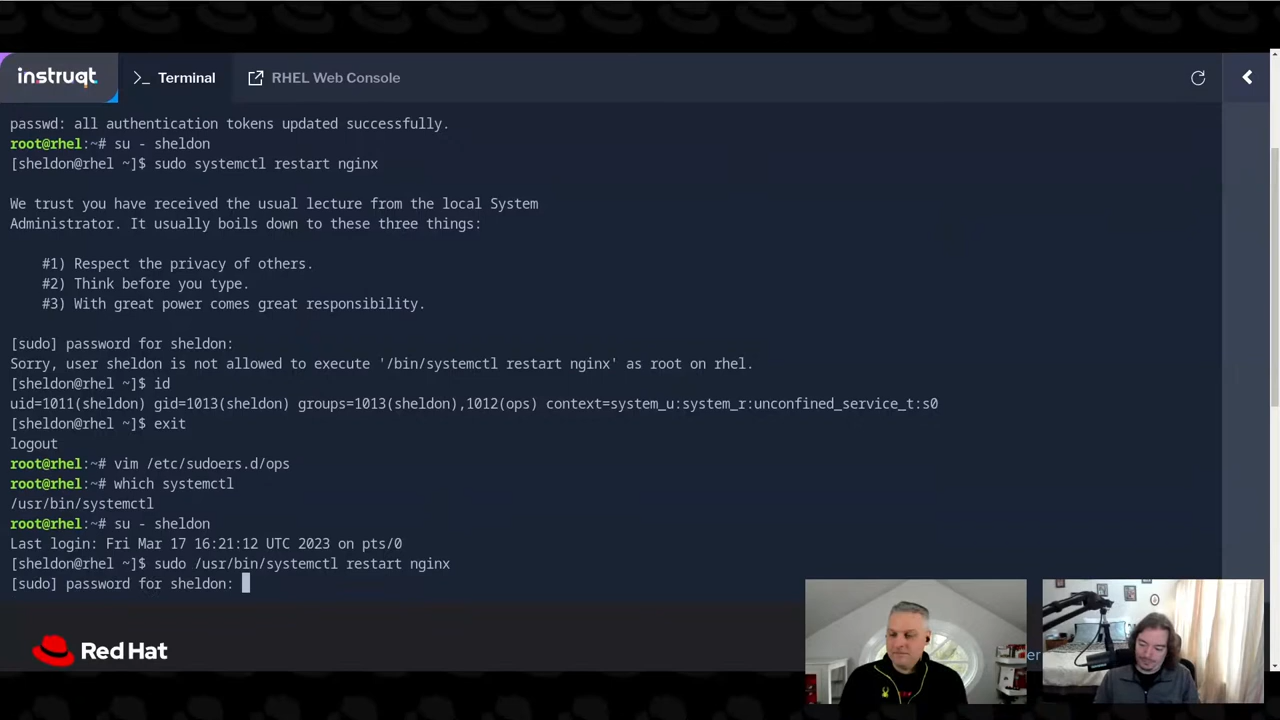 instruqt
>_ Terminal
RHEL Web Console
passwd: all authentication tokens updated successfully.
root@rhel:~# su - sheldon
[sheldon@rhel ~]$ sudo systemctl restart nginx
We trust you have received the usual lecture from the local System
Administrator. It usually boils down to these three things:
#1) Respect the privacy of others.
#2) Think before you type.
#3) With great power comes great responsibility.
[sudo] password for sheldon:
Sorry, user sheldon is not allowed to execute '/bin/systemctl restart nginx' as root on rhel.
[sheldon@rhel ~]$ id
uid=1011(sheldon) gid=1013(sheldon) groups=1013(sheldon),1012(ops) context=system_u:system_r:unconfined_service_t:s0
[sheldon@rhel ~]$ exit
logout
root@rhel:~# vim /etc/sudoers.d/ops
root@rhel:~# which systemctl
/usr/bin/systemctl
root@rhel:~# su - sheldon
Last login: Fri Mar 17 16:21:12 UTC 2023 on pts/0
[sheldon@rhel ~]$ sudo /usr/bin/systemctl restart nginx
[sudo] password for sheldon:
Red Hat